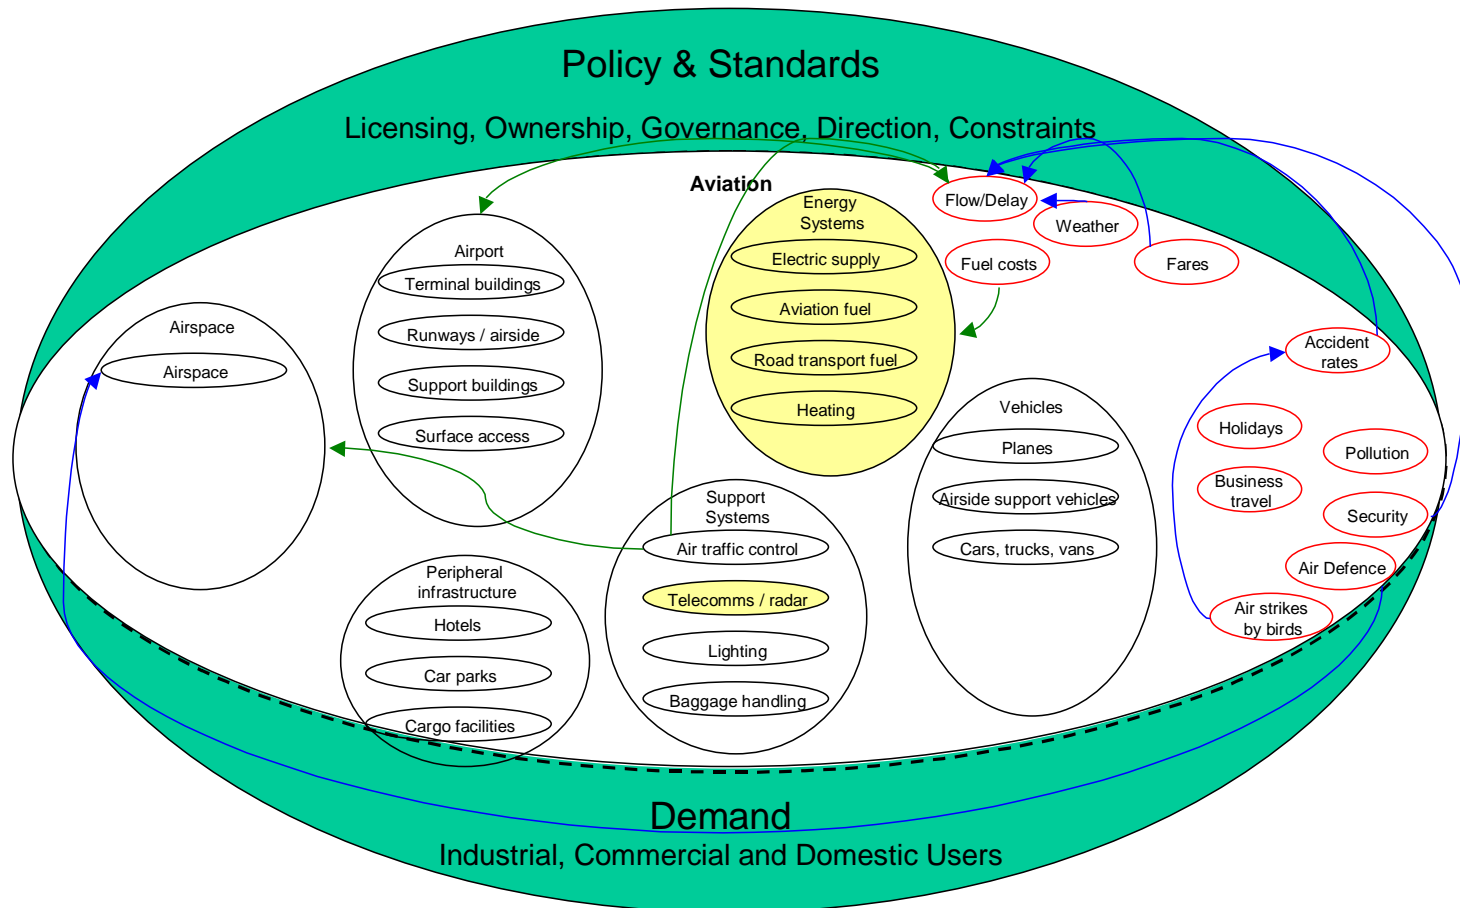 Policy & Standards
Licensing, Ownership, Governance, Direction, Constraints
Aviation
Airspace
Airspace
Airport
Terminal buildings
Runways / airside
Support buildings
Surface access
Energy
Systems
Electric supply
Aviation fuel
Road transport fuel
Heating
Flow/Delay
Weather
Fuel costs
Fares
Accident
rates
Holidays
Pollution
Business
travel
Security
Air Defence
Air strikes
by birds
Vehicles
Planes
Airside support vehicles
Cars, trucks, vans
Support
Systems
Air traffic control
Telecomms / radar
Lighting
Baggage handling
Peripheral
infrastructure
Hotels
Car parks
Cargo facilities
Demand
Industrial, Commercial and Domestic Users